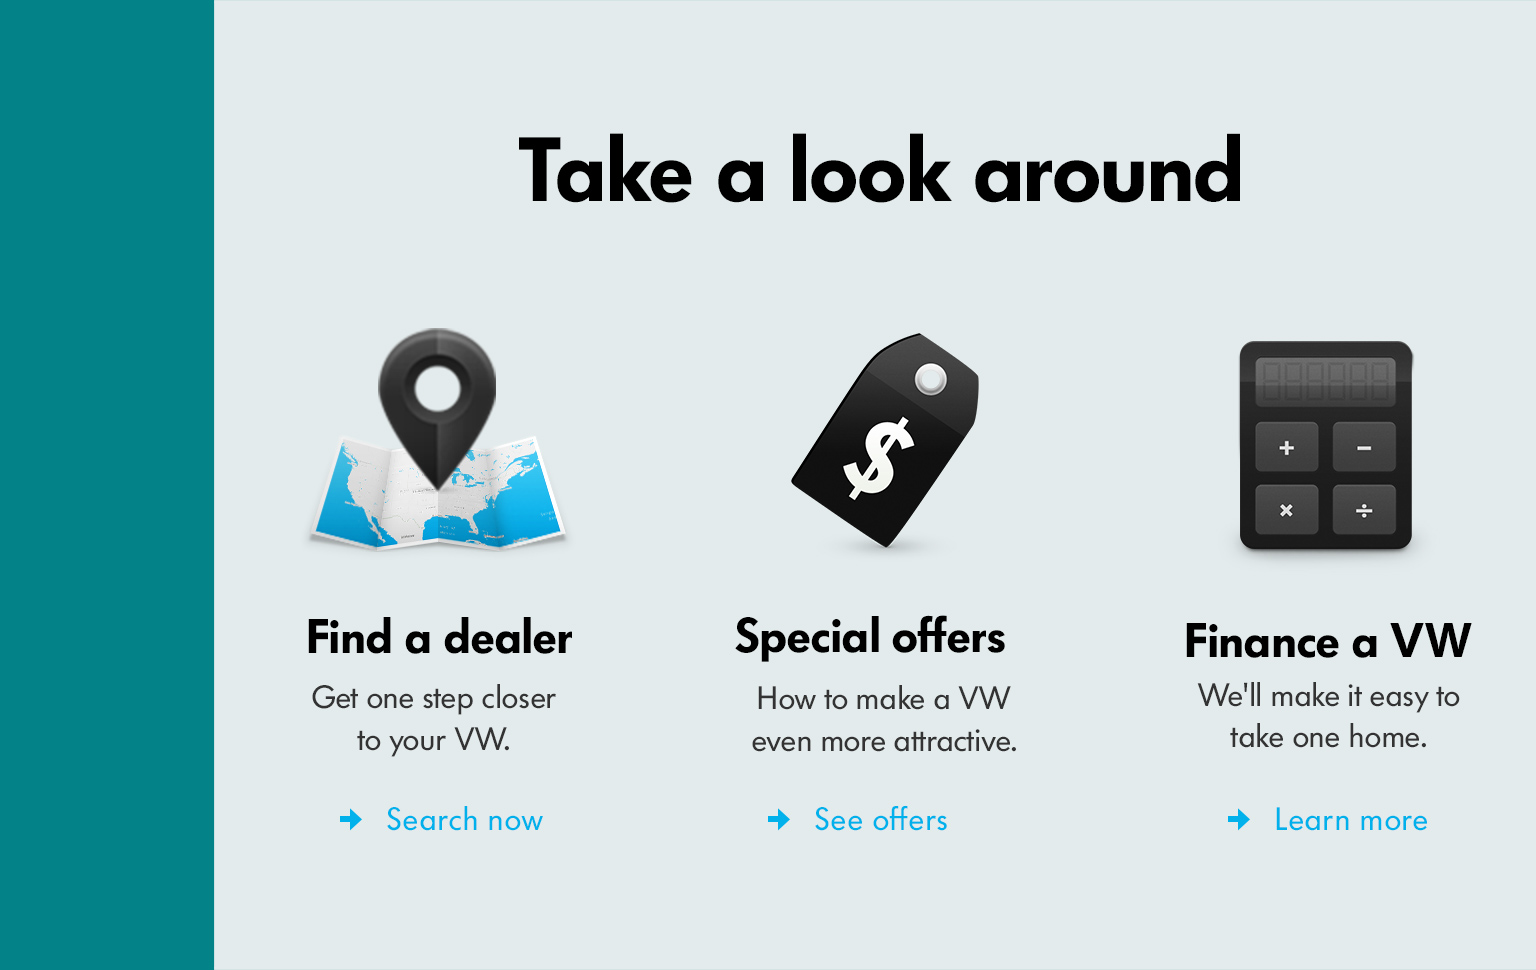 Take a look around
$
+ −
× ÷
Find a dealer
Get one step closer
to your VW.
Search now
Special offers
How to make a VW
even more attractive.
See offers
Finance a VW
We'll make it easy to
take one home.
Learn more